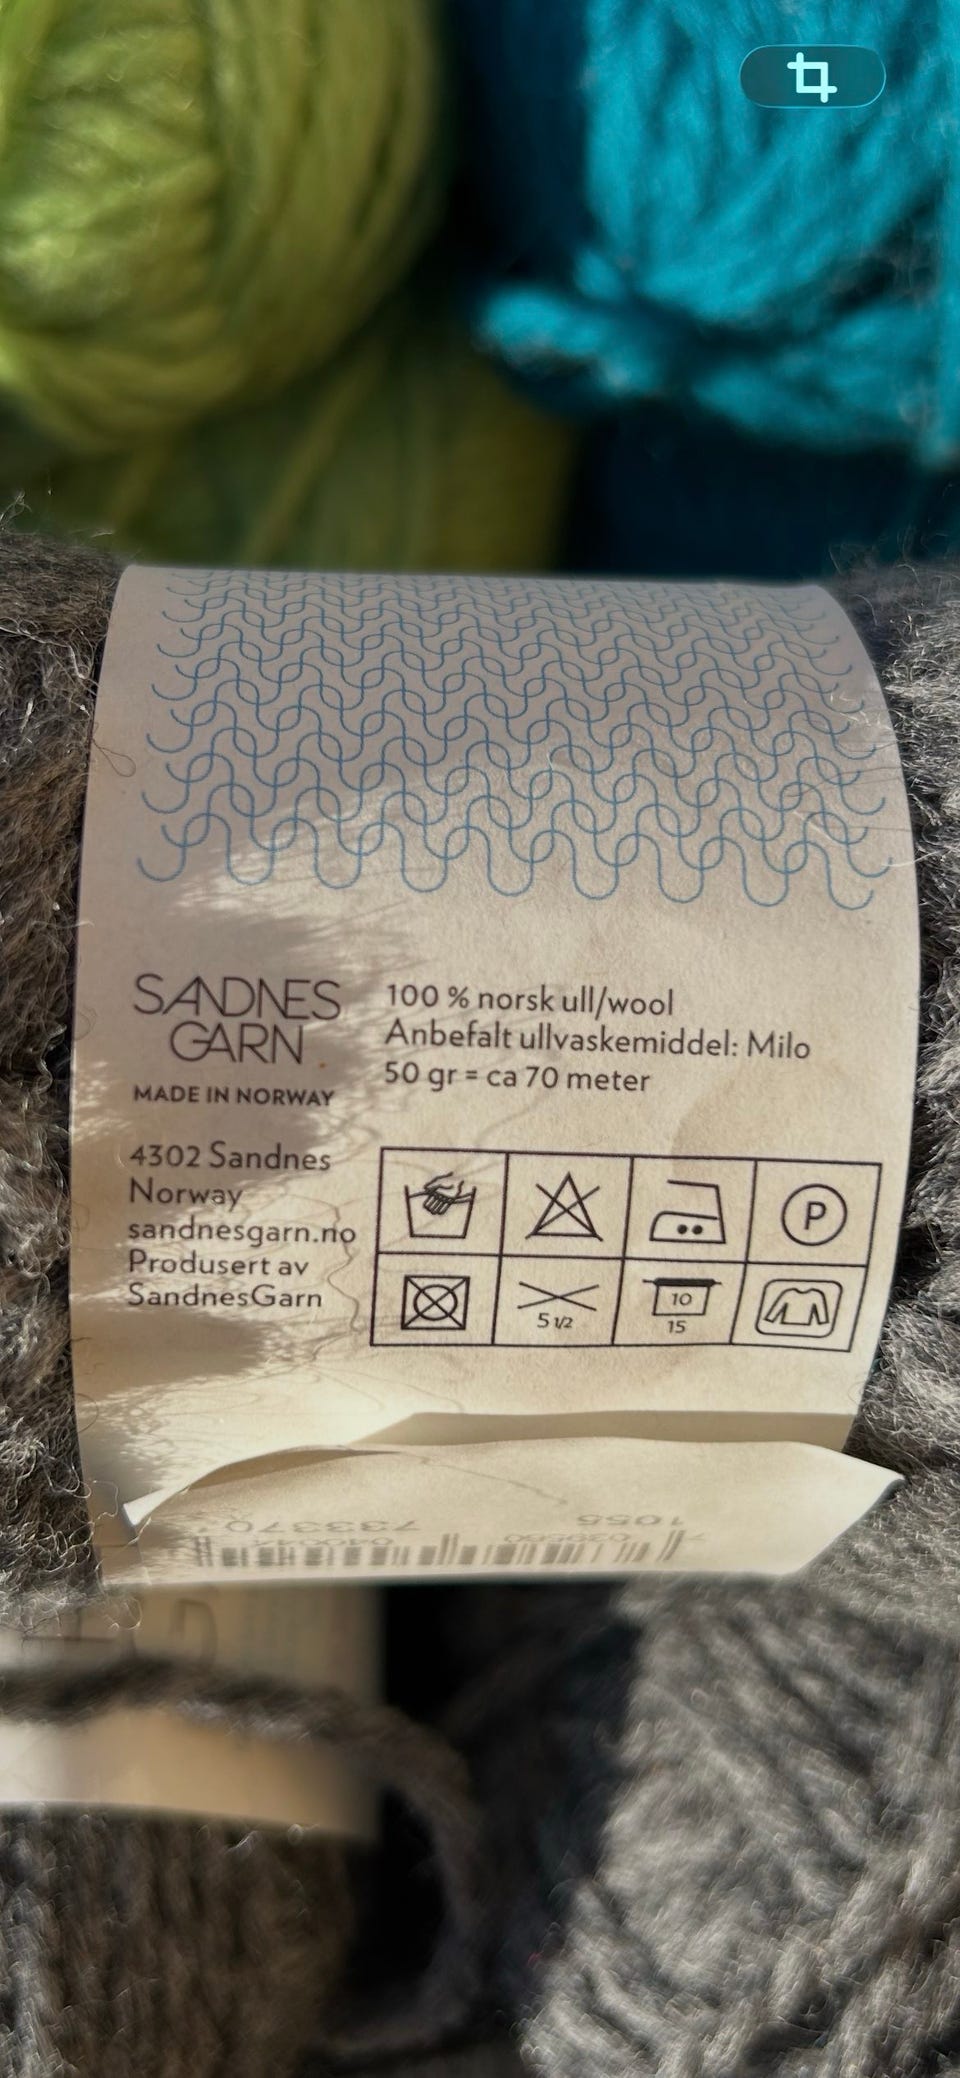 SANDNES
GARN
MADE IN NORWAY
4302 Sandnes
Norway
sandnesgarn.no
Produsert av
SandnesGarn
100 % norsk ull/wool
Anbefalt ullvaskemiddel: Milo
50 gr = ca 70 meter
P
5 1/2
10
15
1055